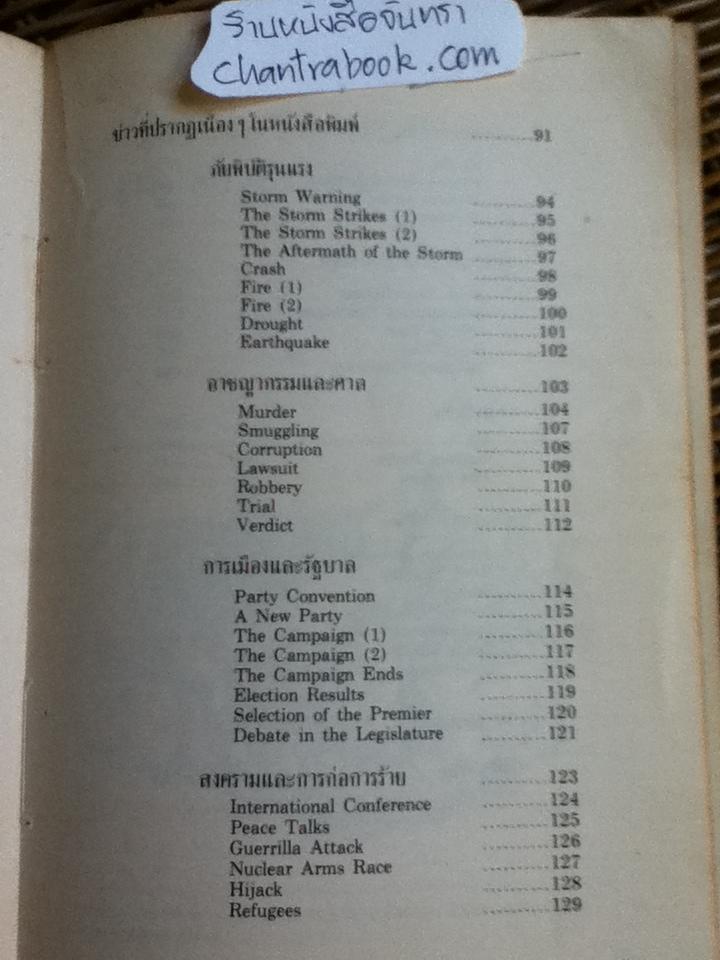 ร้านหนังสือจันทรา
chantrabook.com
ข่าวที่ปรากฏเนือง ๆ ในหนังสือพิมพ์ ..........91
ภัยพิบัติรุนแรง
Storm Warning ..........94
The Storm Strikes (1) ..........95
The Storm Strikes (2) ..........96
The Aftermath of the Storm ..........97
Crash ..........98
Fire (1) ..........99
Fire (2) ..........100
Drought ..........101
Earthquake ..........102
อาชญากรรมและศาล ..........103
Murder ..........104
Smuggling ..........107
Corruption ..........108
Lawsuit ..........109
Robbery ..........110
Trial ..........111
Verdict ..........112
การเมืองและรัฐบาล
Party Convention ..........114
A New Party ..........115
The Campaign (1) ..........116
The Campaign (2) ..........117
The Campaign Ends ..........118
Election Results ..........119
Selection of the Premier ..........120
Debate in the Legislature ..........121
สงครามและการก่อการร้าย ..........123
International Conference ..........124
Peace Talks ..........125
Guerrilla Attack ..........126
Nuclear Arms Race ..........127
Hijack ..........128
Refugees ..........129